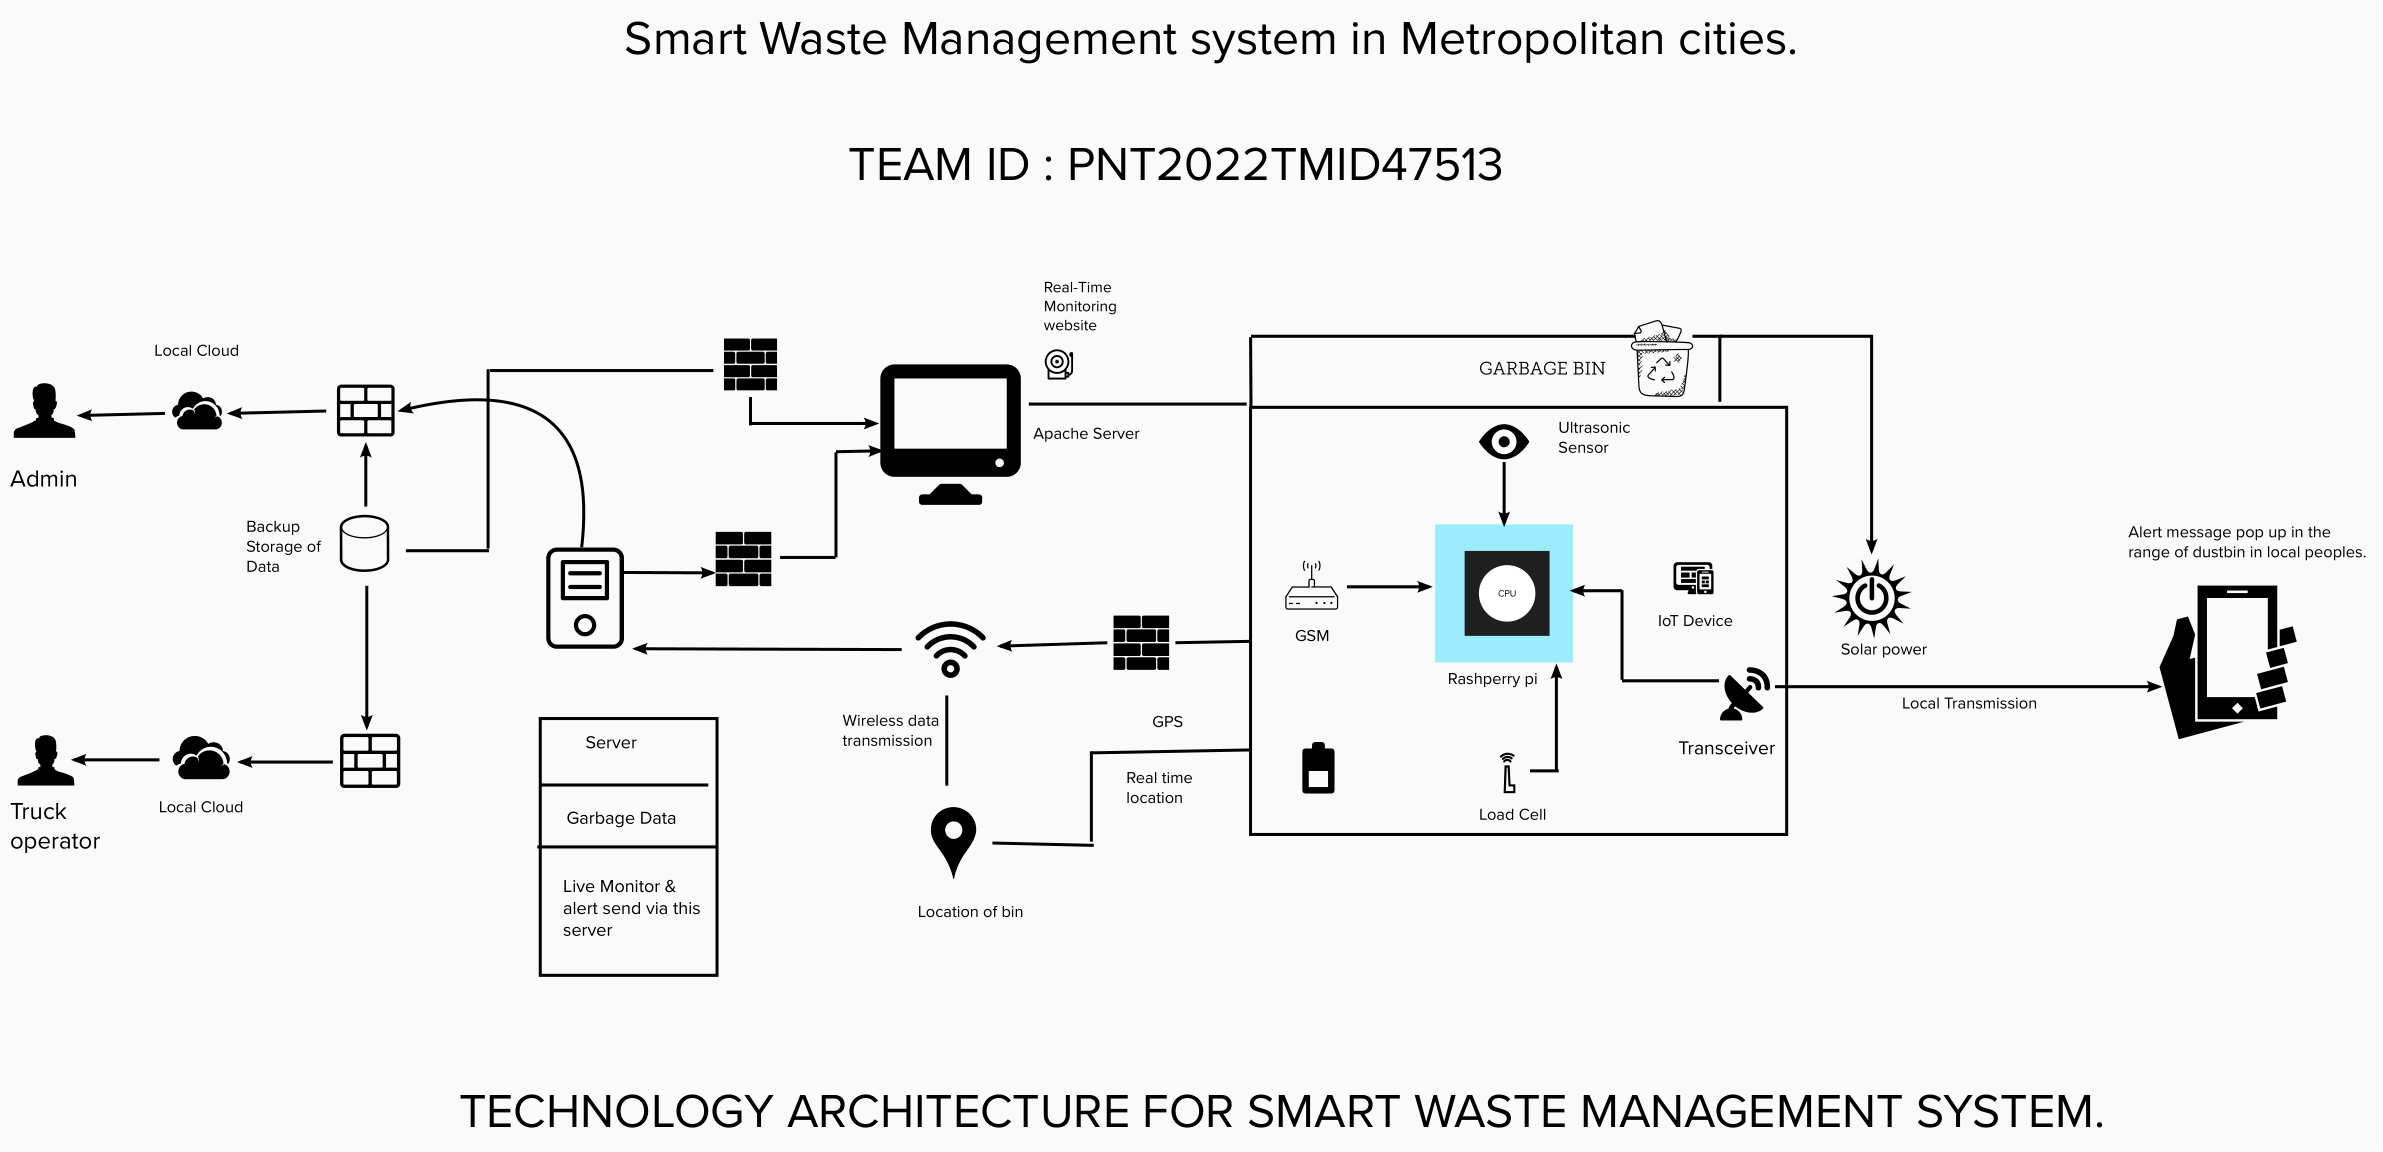 Smart Waste Management system in Metropolitan cities.
TEAM ID : PNT2022TMID47513
Real-Time
Monitoring
website
Local Cloud
GARBAGE BIN
Apache Server
Ultrasonic
Sensor
Admin
Backup
Storage of
Data
Alert message pop up in the
range of dustbin in local peoples.
CPU
IoT Device
GSM
Solar power
Rashperry pi
Local Transmission
Wireless data
transmission
GPS
Server
Transceiver
Real time
location
Truck
operator
Local Cloud
Garbage Data
Load Cell
Live Monitor &
alert send via this
server
Location of bin
TECHNOLOGY ARCHITECTURE FOR SMART WASTE MANAGEMENT SYSTEM.